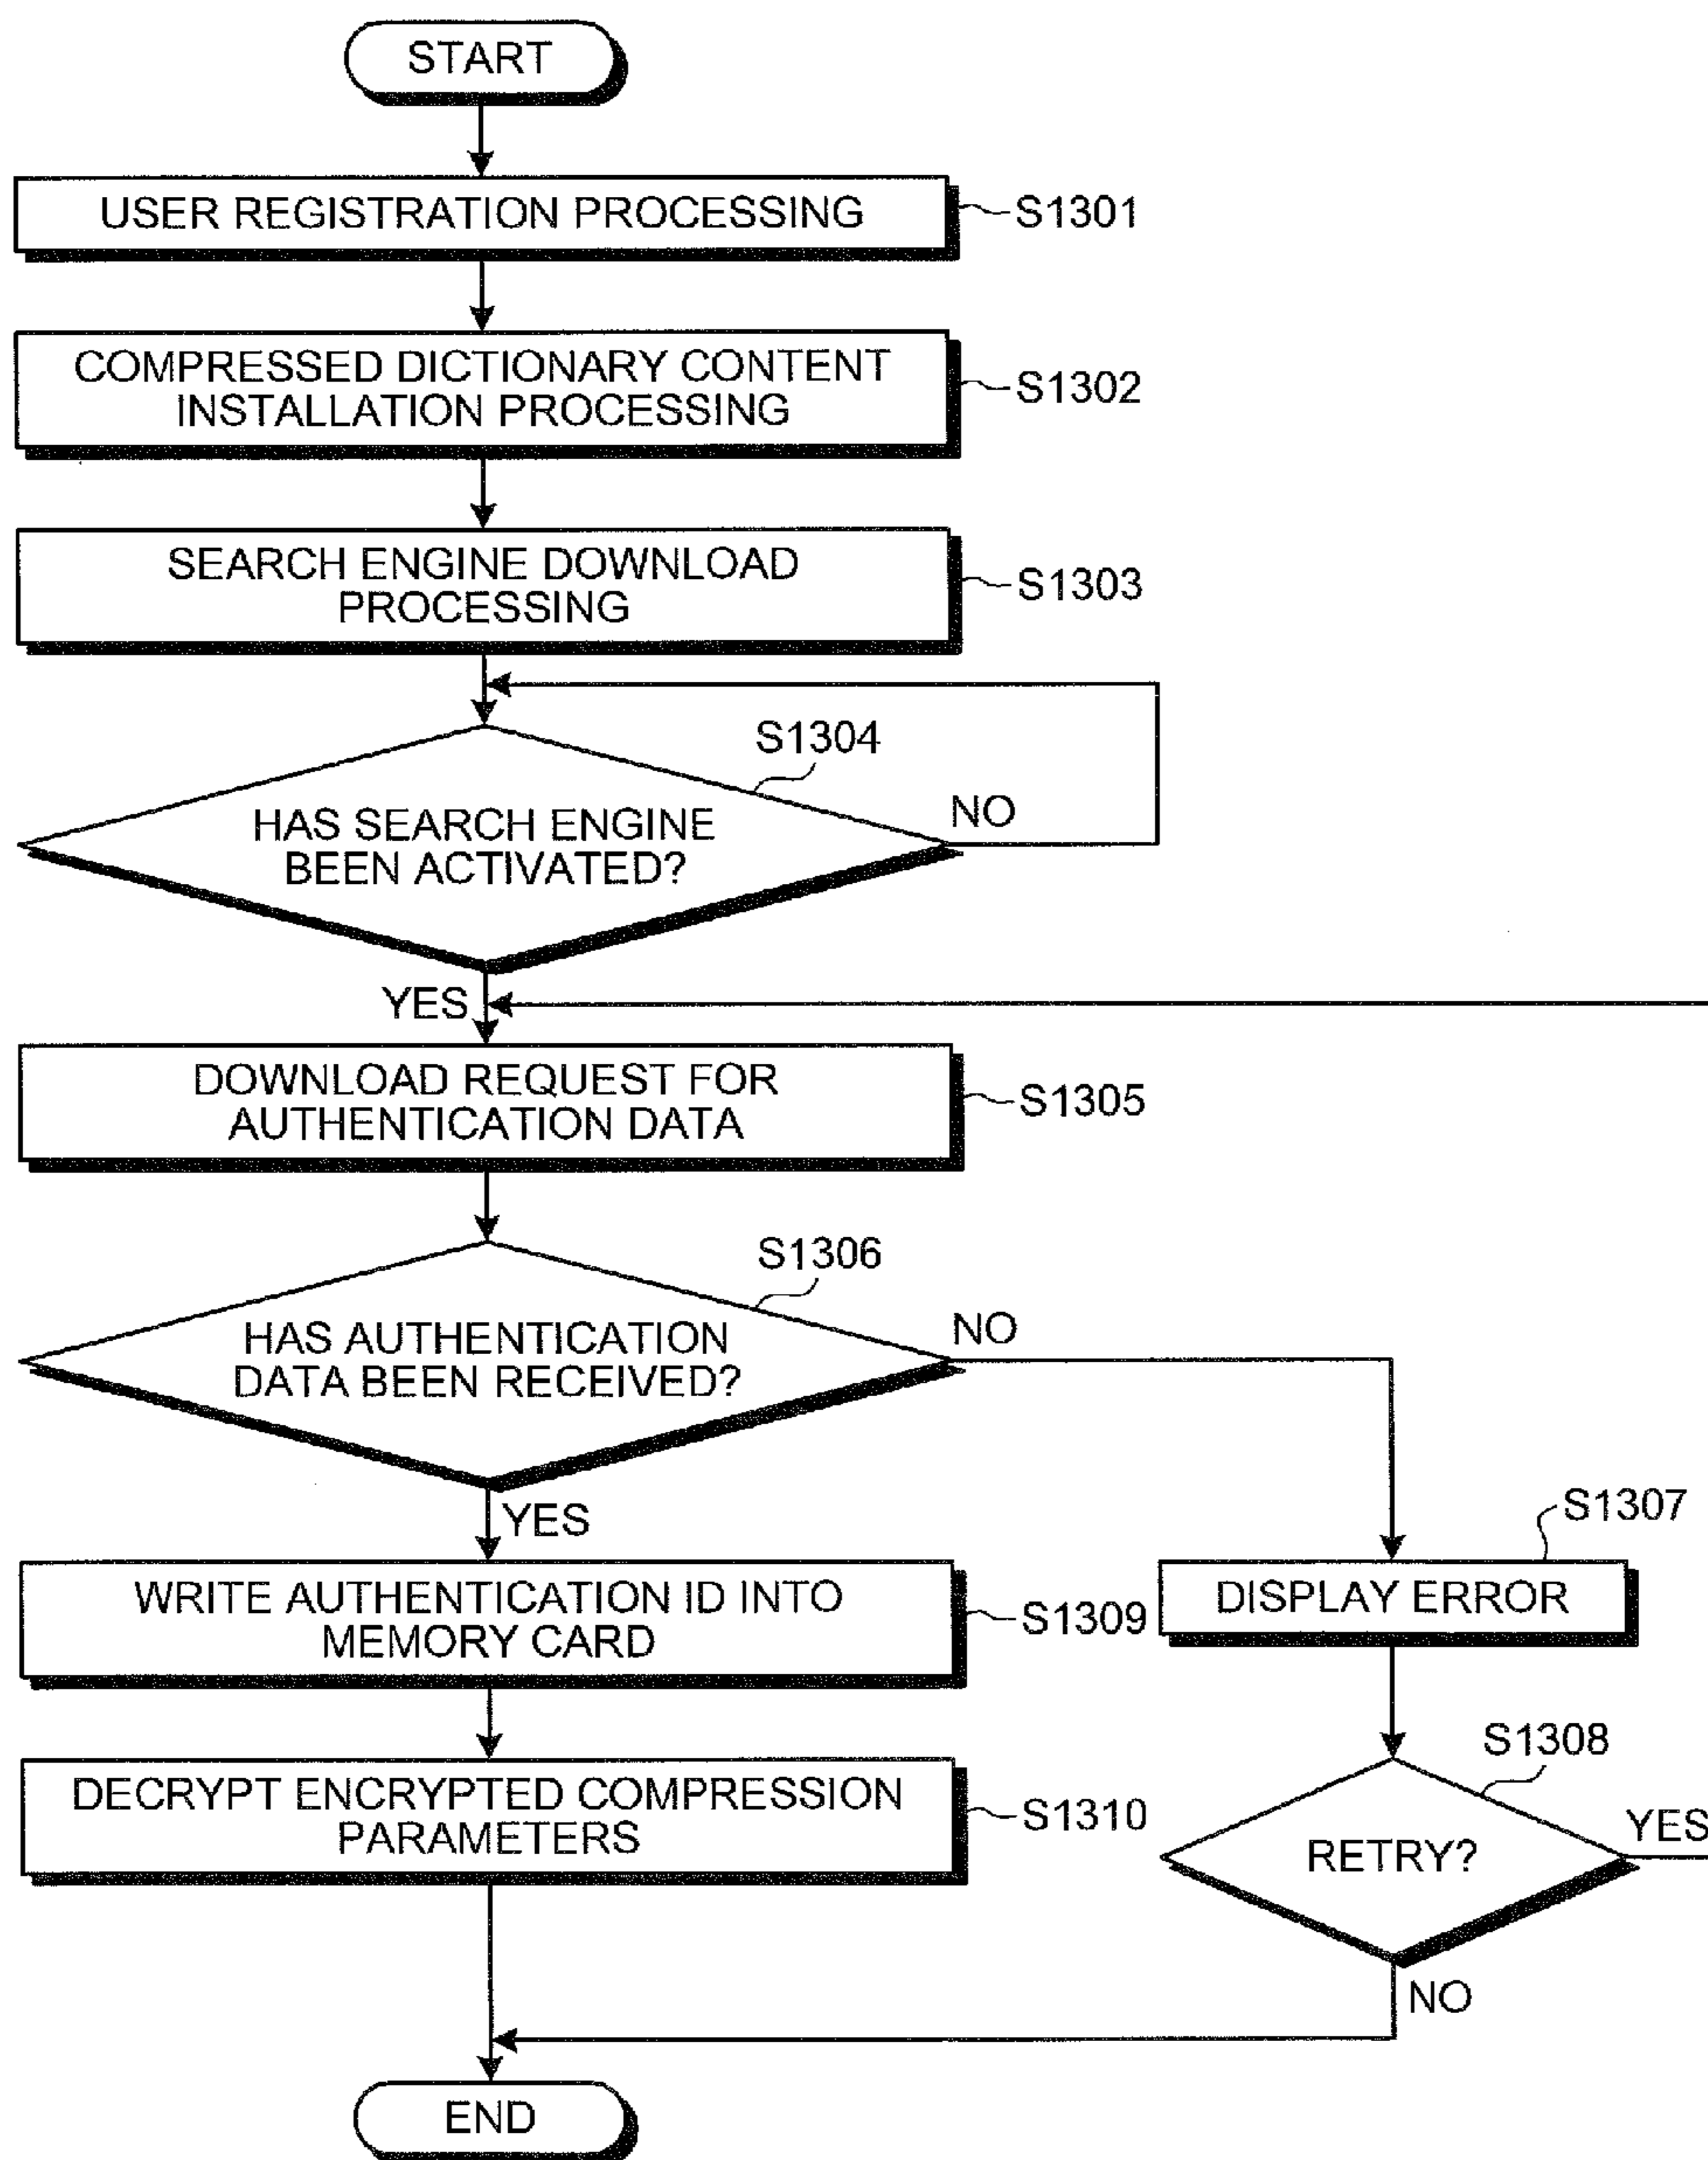 START
USER REGISTRATION PROCESSING
S1301
COMPRESSED DICTIONARY CONTENT
INSTALLATION PROCESSING
S1302
SEARCH ENGINE DOWNLOAD
PROCESSING
S1303
S1304
HAS SEARCH ENGINE
BEEN ACTIVATED?
NO
YES
DOWNLOAD REQUEST FOR
AUTHENTICATION DATA
S1305
S1306
HAS AUTHENTICATION
DATA BEEN RECEIVED?
NO
YES
S1307
WRITE AUTHENTICATION ID INTO
MEMORY CARD
S1309
DISPLAY ERROR
S1308
DECRYPT ENCRYPTED COMPRESSION
PARAMETERS
S1310
RETRY?
YES
NO
END